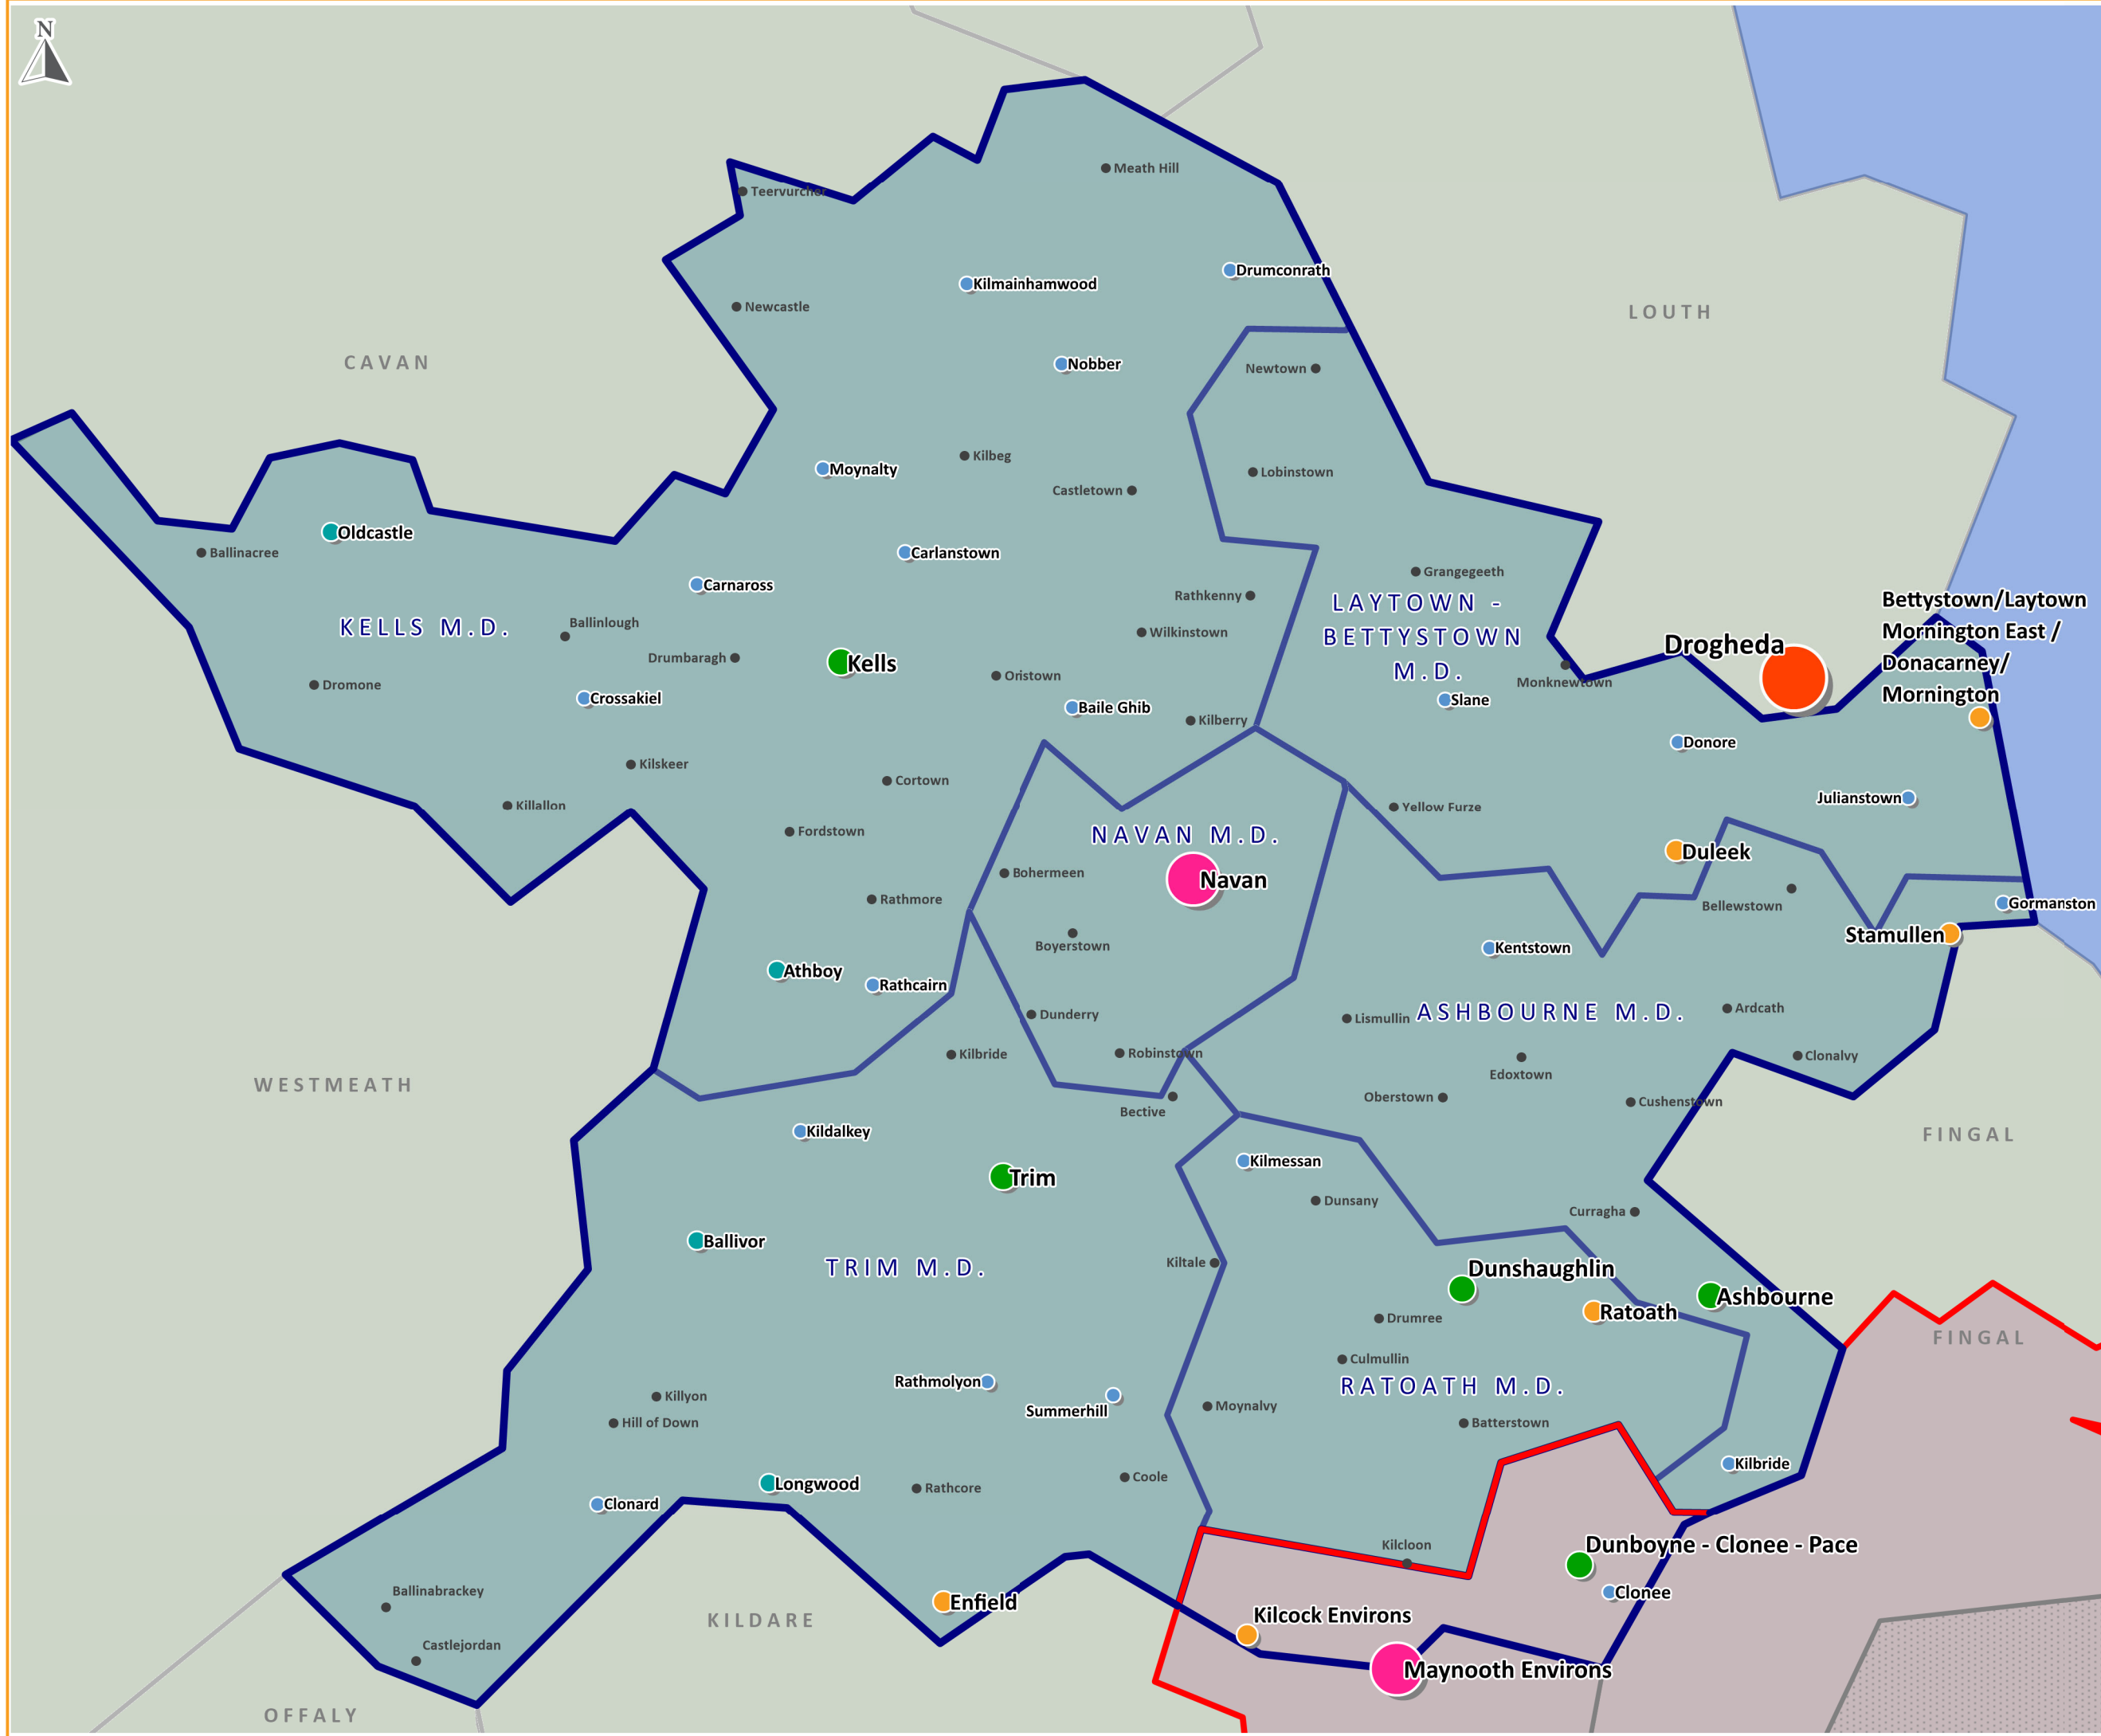 N
Meath Hill
Teervurcher
Drumconrath
Kilmainhamwood
Newcastle
LOUTH
CAVAN
Nobber
Newtown
Kilbeg
Moynalty
Lobinstown
Castletown
Oldcastle
Ballinacree
Carlanstown
Grangegeeth
Carnaross
Rathkenny
Bettystown/Laytown
Mornington East /
Donacarney/
Mornington
LAYTOWN -
BETTYSTOWN
M.D.
Ballinlough
KELLS M.D.
Wilkinstown
Drogheda
Drumbaragh
Kells
Oristown
Monknewtown
Dromone
Crossakiel
Slane
Baile Ghib
Kilberry
Donore
Kilskeer
Cortown
Julianstown
Killallon
Yellow Furze
Fordstown
NAVAN M.D.
Duleek
Bohermeen
Navan
Rathmore
Bellewstown
Gormanston
Stamullen
Boyerstown
Kentstown
Athboy
Rathcairn
Ardcath
ASHBOURNE M.D.
Dunderry
Lismullin
Kilbride
Robinstown
Clonalvy
Edoxtown
WESTMEATH
Oberstown
Cushenstown
Bective
Kildalkey
FINGAL
Kilmessan
Trim
Dunsany
Curragha
Ballivor
Kiltale
TRIM M.D.
Dunshaughlin
Ashbourne
Ratoath
Drumree
FINGAL
Culmullin
Rathmolyon
RATOATH M.D.
Killyon
Summerhill
Moynalvy
Hill of Down
Batterstown
Kilbride
Coole
Longwood
Rathcore
Clonard
Kilcloon
Dunboyne - Clonee - Pace
Ballinabrackey
Clonee
Enfield
Kilcock Environs
KILDARE
Castlejordan
Maynooth Environs
OFFALY